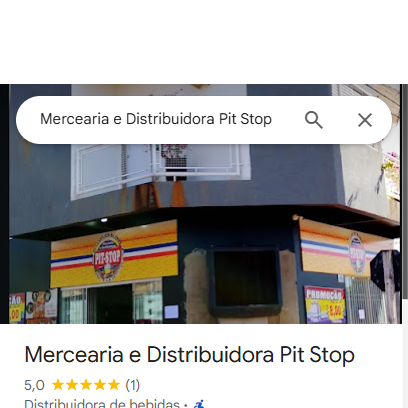 Mercearia e Distribuidora Pit Stop
PIT-STOP
PROMOÇÃO
Mercearia e Distribuidora Pit Stop
5,0 (1)
Distribuidora de bebidas ·